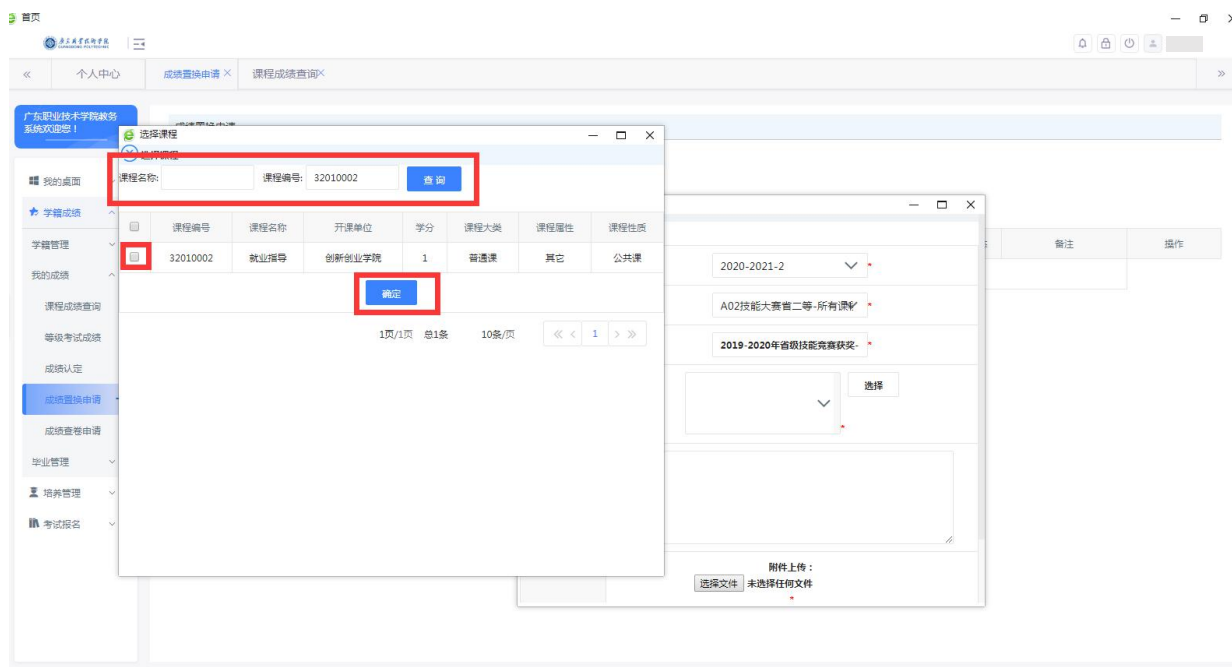 首页
个人中心 成绩置换申请 课程成绩查询
广东职业技术学院教务
系统欢迎您！
我的桌面
学籍成绩
学籍管理
我的成绩
课程成绩查询
等级考试成绩
成绩认定
成绩置换申请
成绩查卷申请
毕业管理
培养管理
考试报名
选择课程
课程名称: 课程编号: 32010002 查询
课程编号 课程名称 开课单位 学分 课程大类 课程属性 课程性质
32010002 就业指导 创新创业学院 1 普通课 其它 公共课
确定
1页/1页 总1条 10条/页 1
备注 操作
2020-2021-2 *
A02技能大赛省二等-所有课 *
2019-2020年省级技能竞赛获奖- *
选择
*
附件上传：
选择文件 未选择任何文件
*